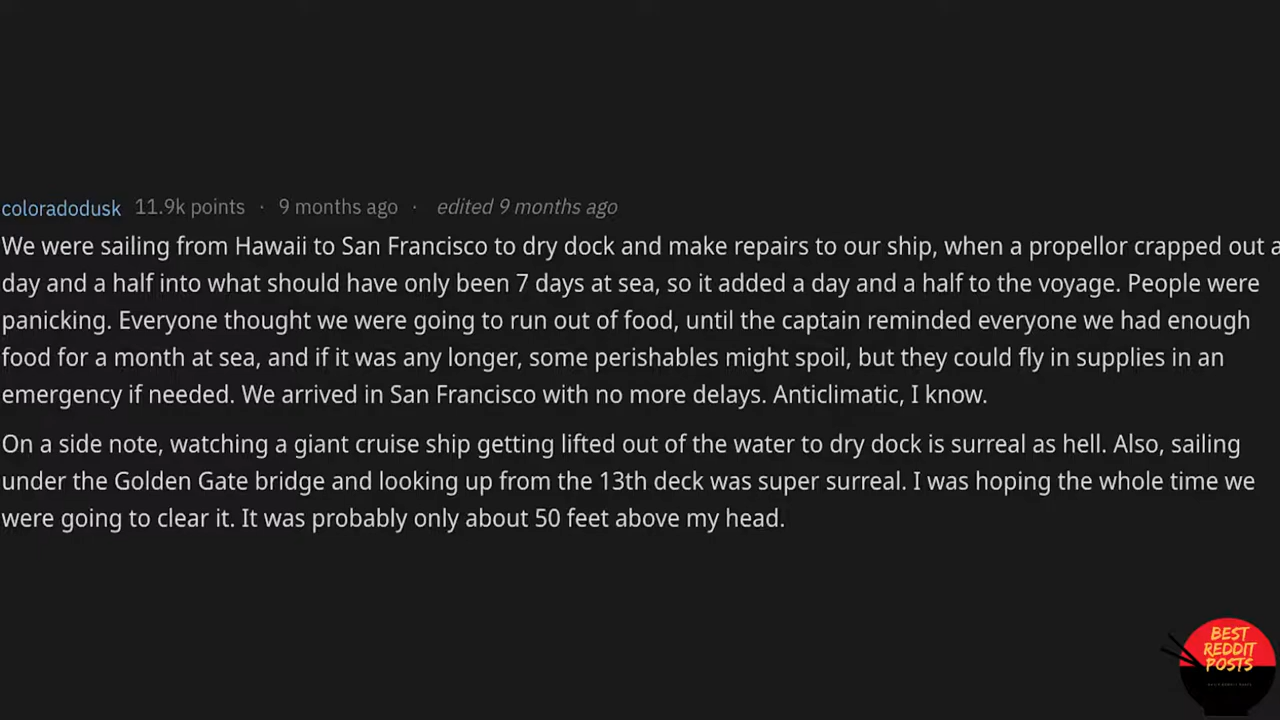 coloradodusk 11.9k points · 9 months ago · edited 9 months ago
We were sailing from Hawaii to San Francisco to dry dock and make repairs to our ship, when a propellor crapped out a
day and a half into what should have only been 7 days at sea, so it added a day and a half to the voyage. People were
panicking. Everyone thought we were going to run out of food, until the captain reminded everyone we had enough
food for a month at sea, and if it was any longer, some perishables might spoil, but they could fly in supplies in an
emergency if needed. We arrived in San Francisco with no more delays. Anticlimatic, I know.
On a side note, watching a giant cruise ship getting lifted out of the water to dry dock is surreal as hell. Also, sailing
under the Golden Gate bridge and looking up from the 13th deck was super surreal. I was hoping the whole time we
were going to clear it. It was probably only about 50 feet above my head.
BEST
REDDIT
POSTS